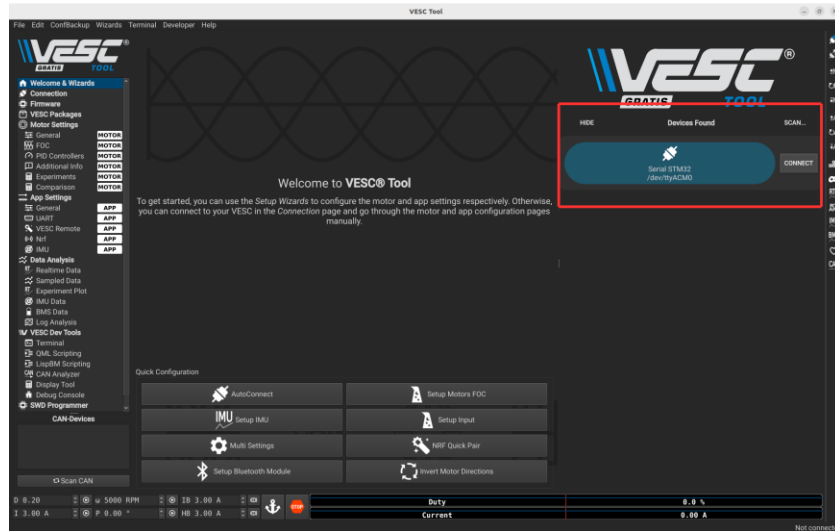 VESC Tool
File Edit ConfBackup Wizards Terminal Developer Help
VESC®
GRATIS TOOL
Welcome & Wizards
Connection
Firmware
VESC Packages
Motor Settings
General MOTOR
FOC MOTOR
PID Controllers MOTOR
Additional Info MOTOR
Experiments MOTOR
Comparison MOTOR
App Settings
General APP
UART APP
VESC Remote APP
Nrf APP
IMU APP
Data Analysis
Realtime Data
Sampled Data
Experiment Plot
IMU Data
BMS Data
Log Analysis
VESC Dev Tools
Terminal
QML Scripting
LispBM Scripting
CAN Analyzer
Display Tool
Debug Console
SWD Programmer
CAN-Devices
Scan CAN
Welcome to VESC® Tool
To get started, you can use the Setup Wizards to configure the motor and app settings respectively. Otherwise,
you can connect to your VESC in the Connection page and go through the motor and app configuration pages
manually.
Quick Configuration
AutoConnect
Setup Motors FOC
IMU Setup IMU
Setup Input
Multi Settings
NRF Quick Pair
Setup Bluetooth Module
Invert Motor Directions
VESC®
GRATIS TOOL
HIDE Devices Found SCAN...
Serial STM32
/dev/ttyACM0
CONNECT
D 0.20 ω 5000 RPM IB 3.00 A
I 3.00 A P 0.00 ° HB 3.00 A
STOP
Duty 0.0 %
Current 0.00 A